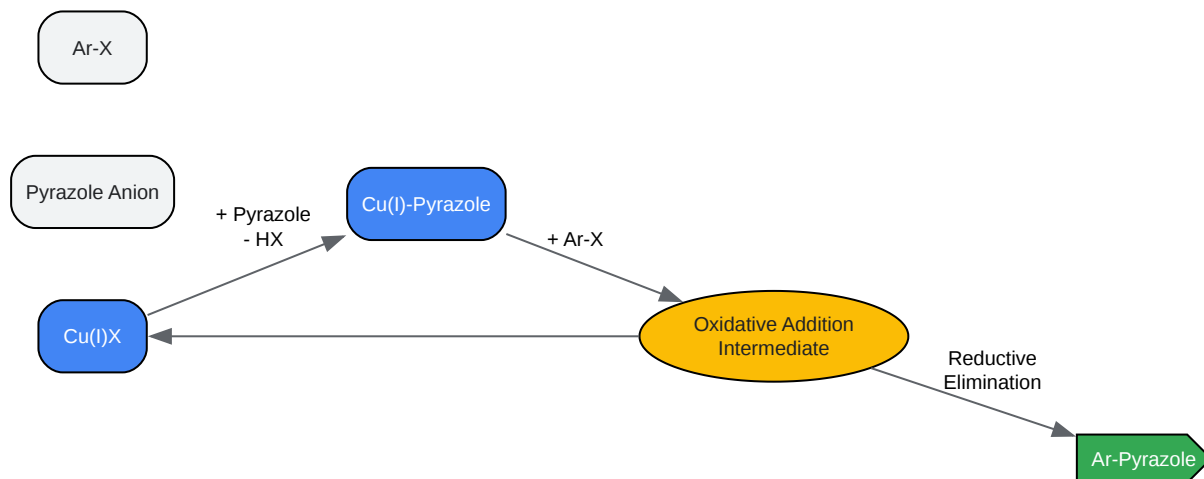 Ar-X
Pyrazole Anion
+ Pyrazole
- HX
Cu(I)-Pyrazole
+ Ar-X
Cu(I)X
Oxidative Addition
Intermediate
Reductive
Elimination
Ar-Pyrazole